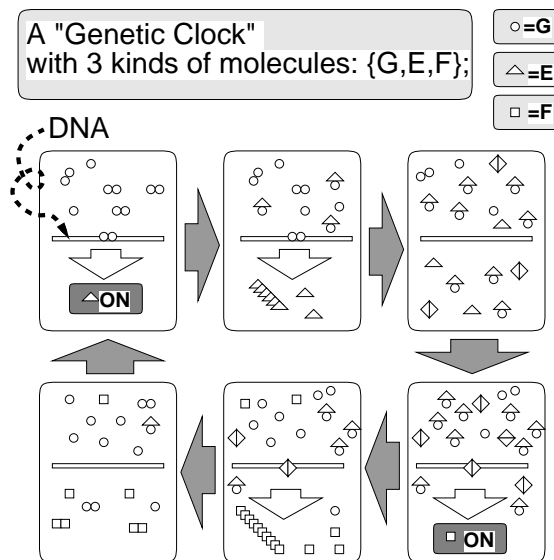 A "Genetic Clock"
with 3 kinds of molecules: {G,E,F};
=G
=E
=F
DNA
ON
ON